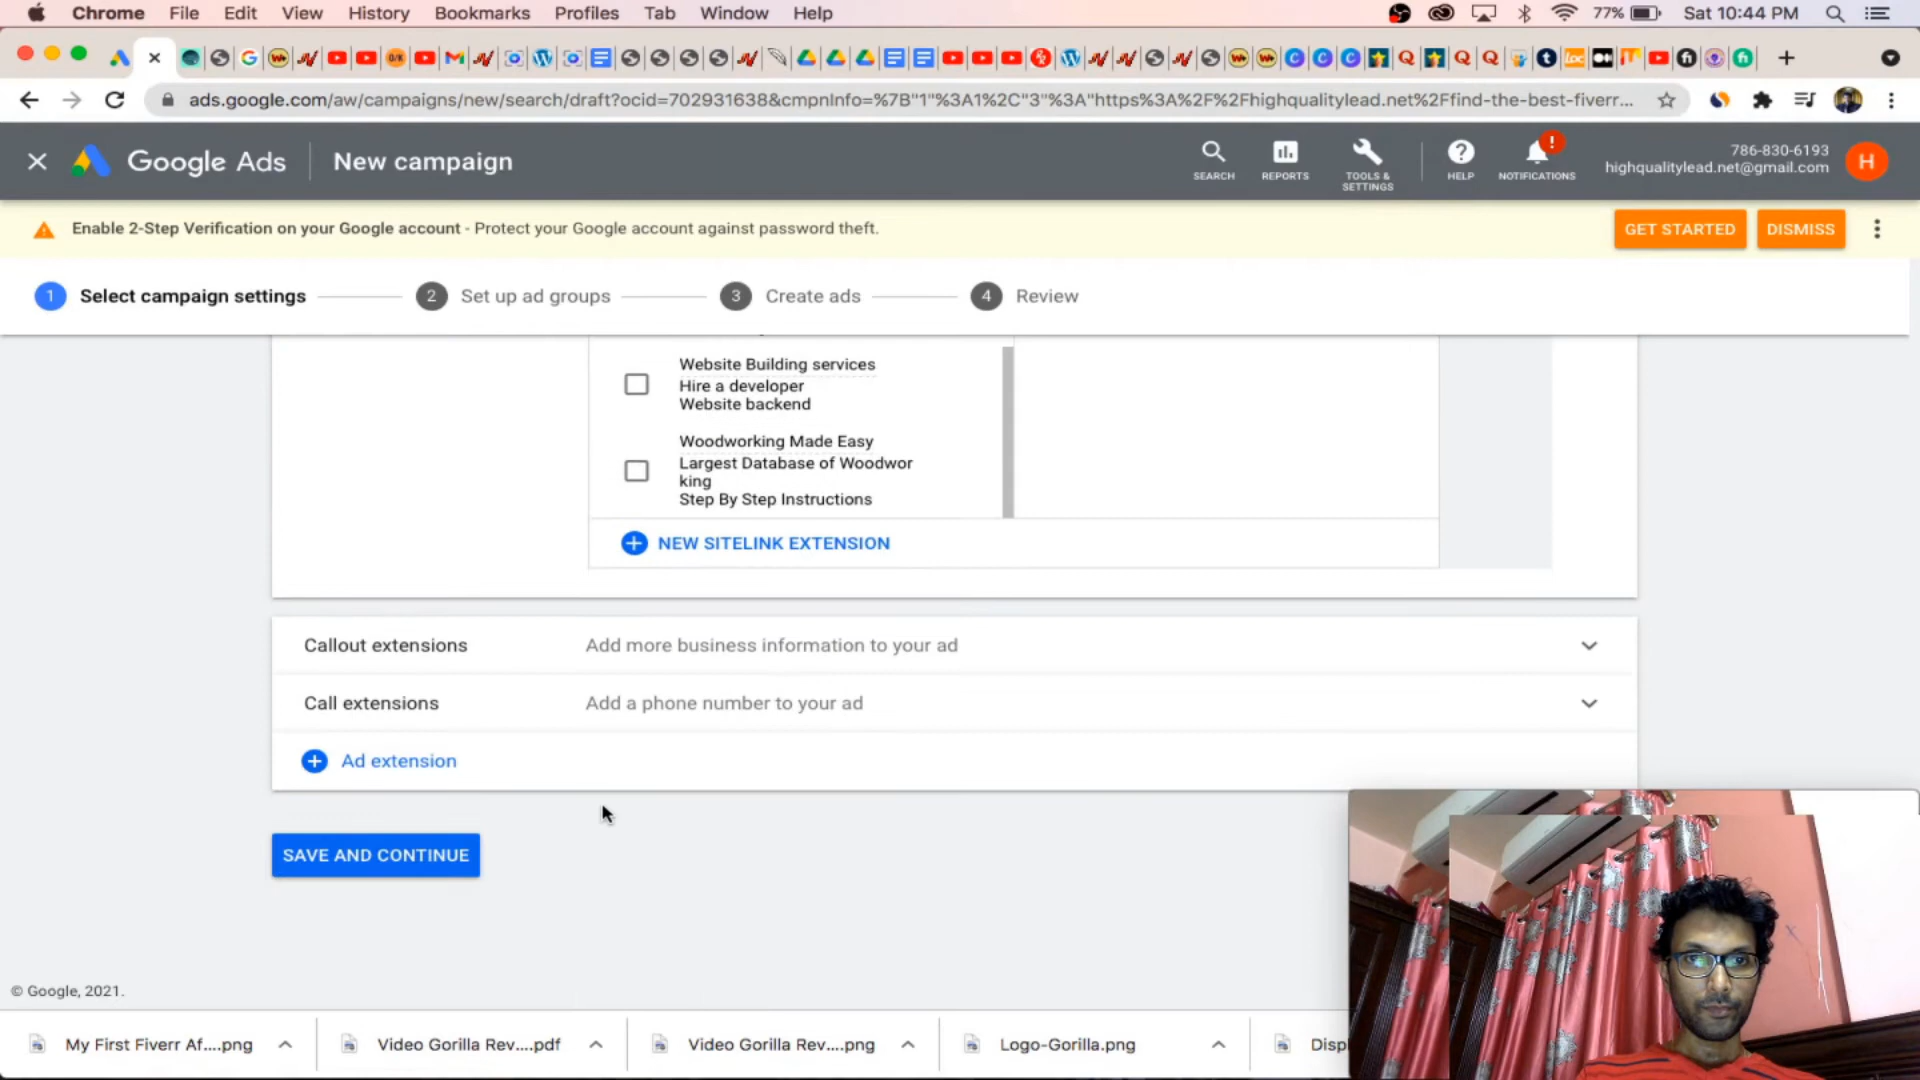 Chrome File Edit View History Bookmarks Profiles Tab Window Help 77% Sat 10:44 PM
ads.google.com/aw/campaigns/new/search/draft?ocid=702931638&cmpnInfo=%7B"1"%3A1%2C"3"%3A"https%3A%2F%2Fhighqualitylead.net%2Ffind-the-best-fiverr...
Google Ads New campaign
SEARCH REPORTS TOOLS & SETTINGS HELP NOTIFICATIONS
786-830-6193
highqualitylead.net@gmail.com
H
Enable 2-Step Verification on your Google account - Protect your Google account against password theft.
GET STARTED DISMISS
1 Select campaign settings 2 Set up ad groups 3 Create ads 4 Review
Website Building services
Hire a developer
Website backend
Woodworking Made Easy
Largest Database of Woodwor
king
Step By Step Instructions
NEW SITELINK EXTENSION
Callout extensions Add more business information to your ad
Call extensions Add a phone number to your ad
Ad extension
SAVE AND CONTINUE
© Google, 2021.
My First Fiverr Af....png Video Gorilla Rev....pdf Video Gorilla Rev....png Logo-Gorilla.png